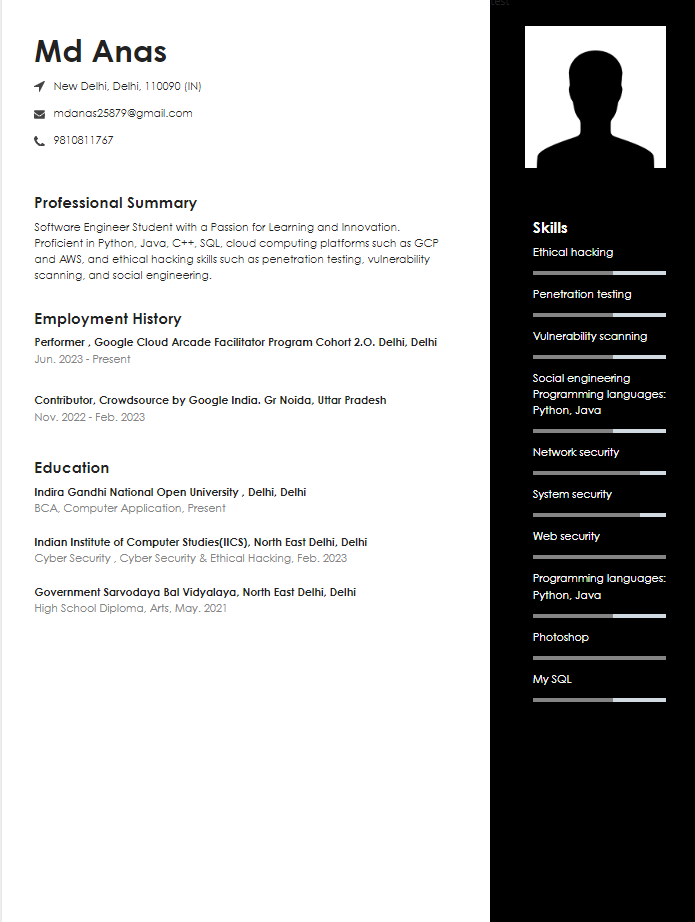 test
Md Anas
New Delhi, Delhi, 110090 (IN)
mdanas25879@gmail.com
9810811767
Professional Summary
Software Engineer Student with a Passion for Learning and Innovation.
Proficient in Python, Java, C++, SQL, cloud computing platforms such as GCP
and AWS, and ethical hacking skills such as penetration testing, vulnerability
scanning, and social engineering.
Employment History
Performer , Google Cloud Arcade Facilitator Program Cohort 2.O. Delhi, Delhi
Jun. 2023 - Present
Contributor, Crowdsource by Google India. Gr Noida, Uttar Pradesh
Nov. 2022 - Feb. 2023
Education
Indira Gandhi National Open University , Delhi, Delhi
BCA, Computer Application, Present
Indian Institute of Computer Studies(IICS), North East Delhi, Delhi
Cyber Security , Cyber Security & Ethical Hacking, Feb. 2023
Government Sarvodaya Bal Vidyalaya, North East Delhi, Delhi
High School Diploma, Arts, May. 2021
Skills
Ethical hacking
Penetration testing
Vulnerability scanning
Social engineering
Programming languages:
Python, Java
Network security
System security
Web security
Programming languages:
Python, Java
Photoshop
My SQL